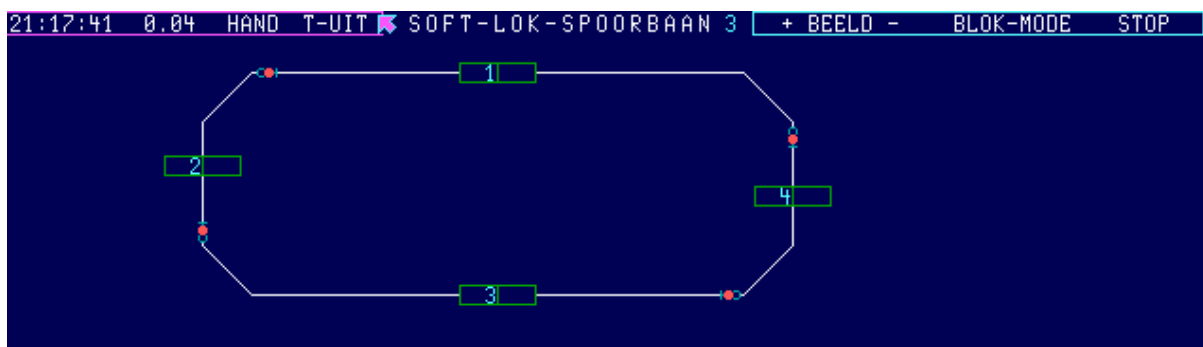 21:17:41 0.04 HAND T-UIT SOFT-LOK-SPOORBAAN 3 + BEELD - BLOK-MODE STOP
1
2
4
3